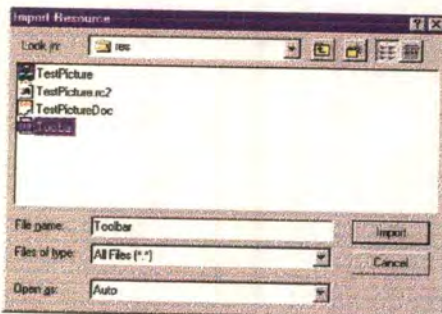 Import Resource
Look in: res
TestPicture
TestPicture.rc2
TestPictureDoc
Toolbar
File name: Toolbar Import
Files of type: All Files (*.*) Cancel
Open as: Auto